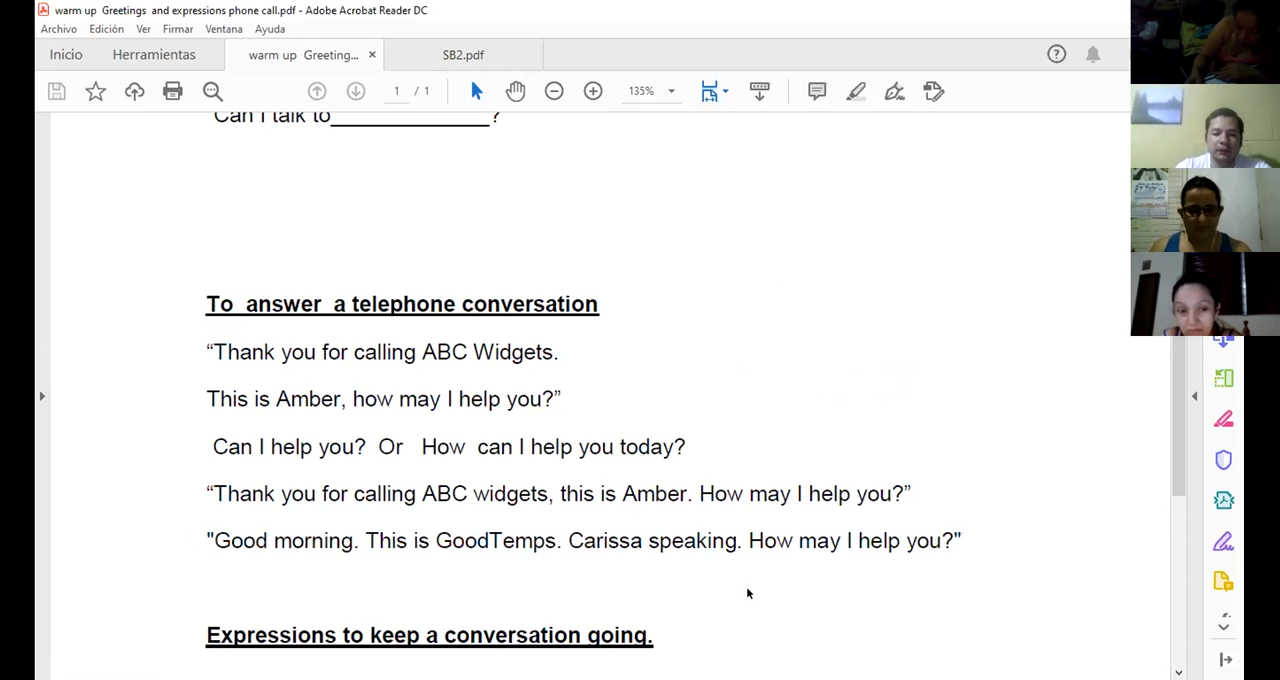 warm up Greetings and expressions phone call.pdf - Adobe Acrobat Reader DC
Archivo Edición Ver Firmar Ventana Ayuda
Inicio Herramientas warm up Greeting... × SB2.pdf
1 / 1 135%
Can I talk to______________?
To answer a telephone conversation
“Thank you for calling ABC Widgets.
This is Amber, how may I help you?”
Can I help you? Or How can I help you today?
“Thank you for calling ABC widgets, this is Amber. How may I help you?”
"Good morning. This is GoodTemps. Carissa speaking. How may I help you?"
Expressions to keep a conversation going.